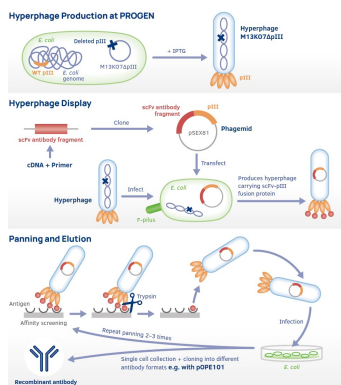 Hyperphage Production at PROGEN
E. coli
Deleted pIII
M13K07ΔpIII
WT pIII
E. coli
genome
+ IPTG
Hyperphage
M13K07ΔpIII
pIII
Hyperphage Display
scFv antibody fragment
Clone
scFv antibody
fragment
pIII
pSEX81
Phagemid
cDNA + Primer
Transfect
Hyperphage
Infect
E. coli
F-plus
Produces hyperphage
carrying scFv-pIII
fusion protein
Panning and Elution
Antigen
Trypsin
Affinity screening
Repeat panning 2–3 times
Infection
E. coli
Single cell collection + cloning into different
antibody formats e.g. with pOPE101
Recombinant antibody